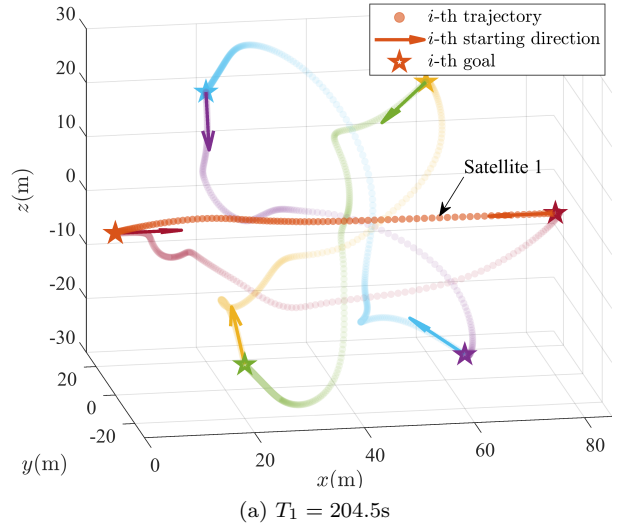 i-th trajectory
i-th starting direction
i-th goal
Satellite 1
z(m)
30
20
10
0
-10
-20
-30
y(m)
20
0
-20
0
20
40
60
80
x(m)
(a) T₁ = 204.5s